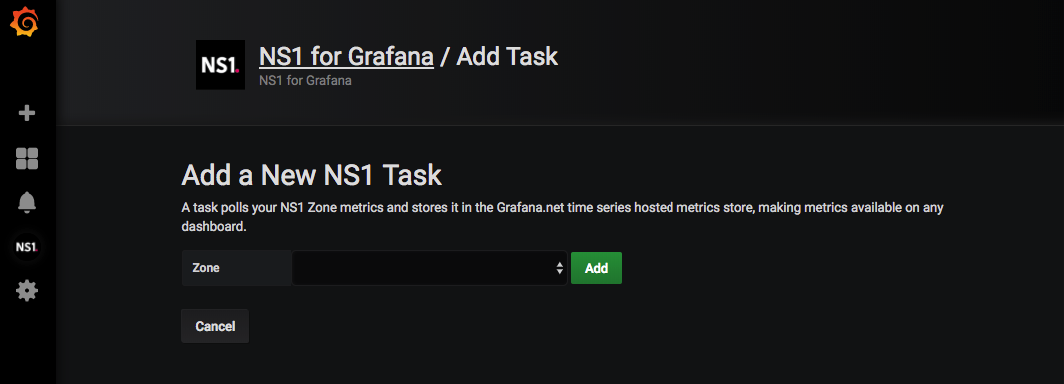 NS1.
NS1 for Grafana / Add Task
NS1 for Grafana
NS1.
Add a New NS1 Task
A task polls your NS1 Zone metrics and stores it in the Grafana.net time series hosted metrics store, making metrics available on any
dashboard.
Zone
Add
Cancel